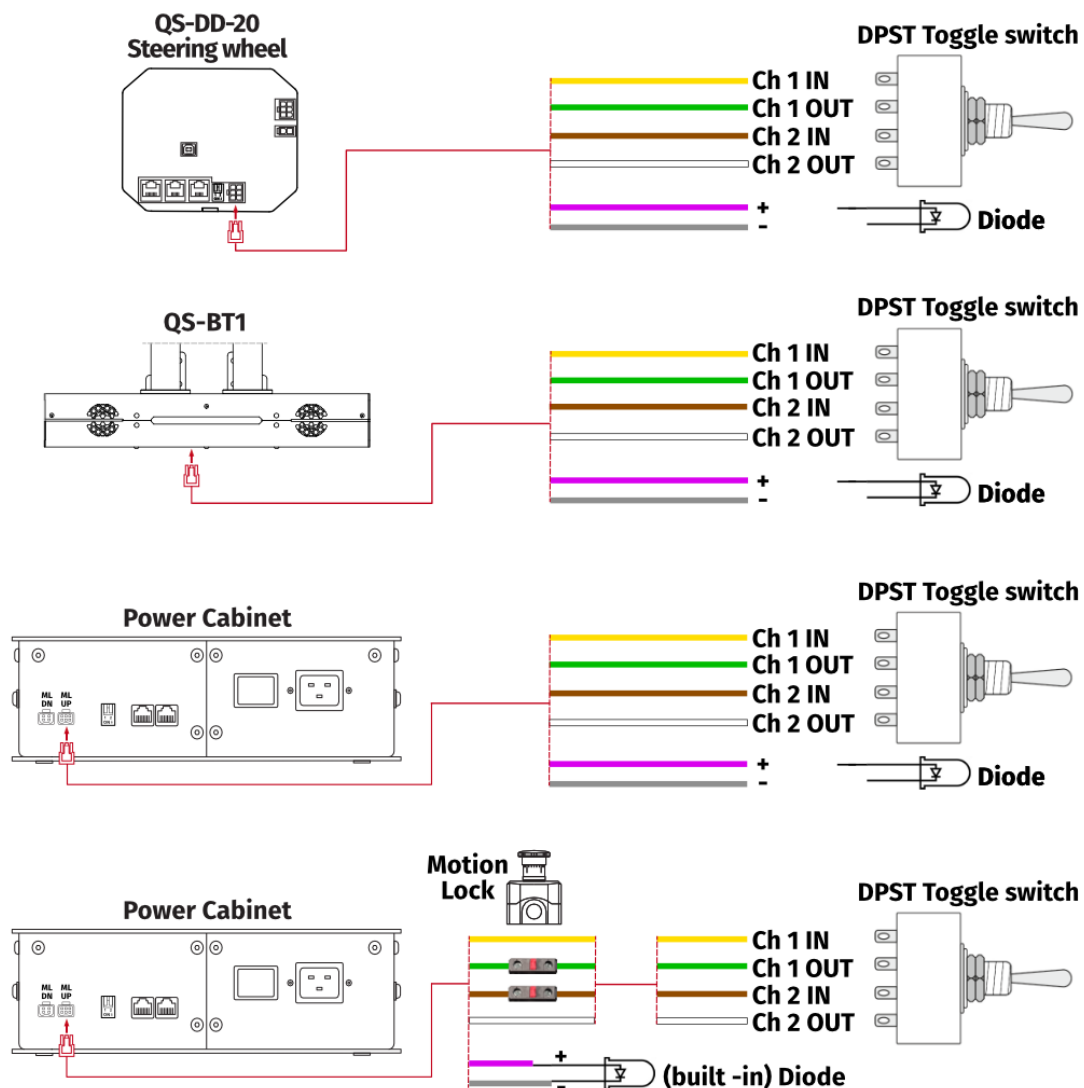 QS-DD-20
Steering wheel
DPST Toggle switch
Ch 1 IN
Ch 1 OUT
Ch 2 IN
Ch 2 OUT
+
-
Diode
QS-BT1
DPST Toggle switch
Ch 1 IN
Ch 1 OUT
Ch 2 IN
Ch 2 OUT
+
-
Diode
Power Cabinet
DPST Toggle switch
ML DN
ML UP
Ch 1 IN
Ch 1 OUT
Ch 2 IN
Ch 2 OUT
+
-
Diode
Motion
Lock
Power Cabinet
DPST Toggle switch
ML DN
ML UP
Ch 1 IN
Ch 1 OUT
Ch 2 IN
Ch 2 OUT
+
-
(built -in) Diode